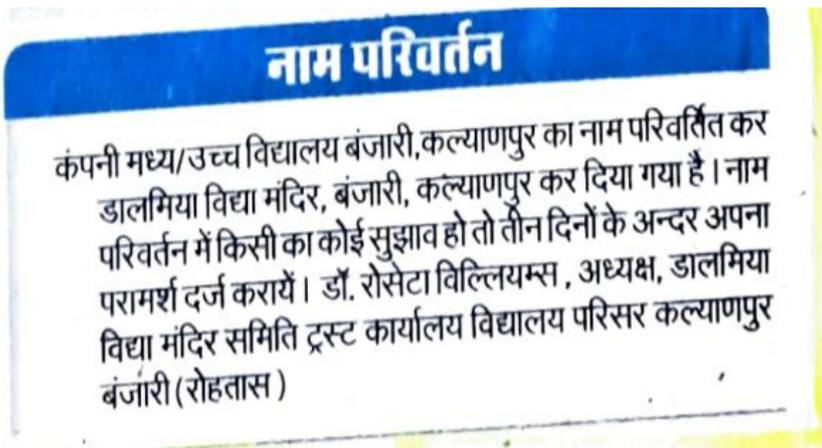 नाम परिवर्तन
कंपनी मध्य/उच्च विद्यालय बंजारी,कल्याणपुर का नाम परिवर्तित कर
डालमिया विद्या मंदिर, बंजारी, कल्याणपुर कर दिया गया है । नाम
परिवर्तन में किसी का कोई सुझाव हो तो तीन दिनों के अन्दर अपना
परामर्श दर्ज करायें । डॉ. रोसेटा विल्लियम्स , अध्यक्ष, डालमिया
विद्या मंदिर समिति ट्रस्ट कार्यालय विद्यालय परिसर कल्याणपुर
बंजारी (रोहतास )